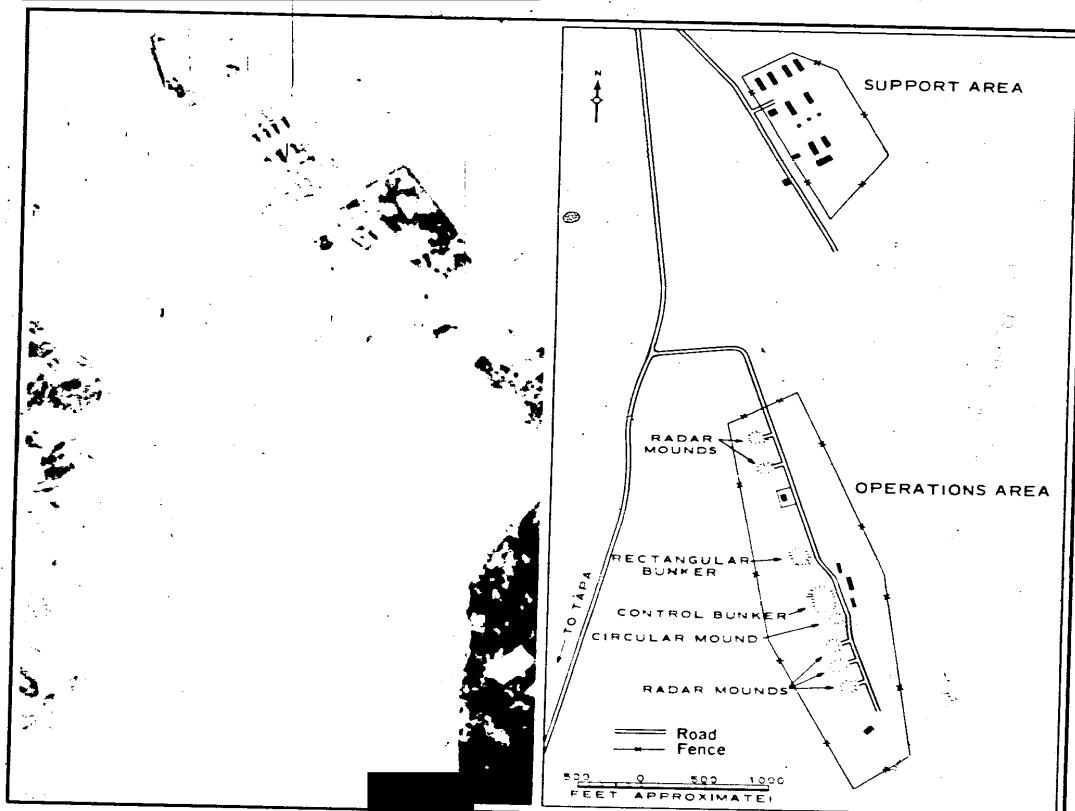 N
SUPPORT AREA
RADAR
MOUNDS
OPERATIONS AREA
RECTANGULAR
BUNKER
CONTROL BUNKER
CIRCULAR MOUND
TO TAPA
RADAR MOUNDS
Road
Fence
500 0 500 1000
FEET APPROXIMATE)